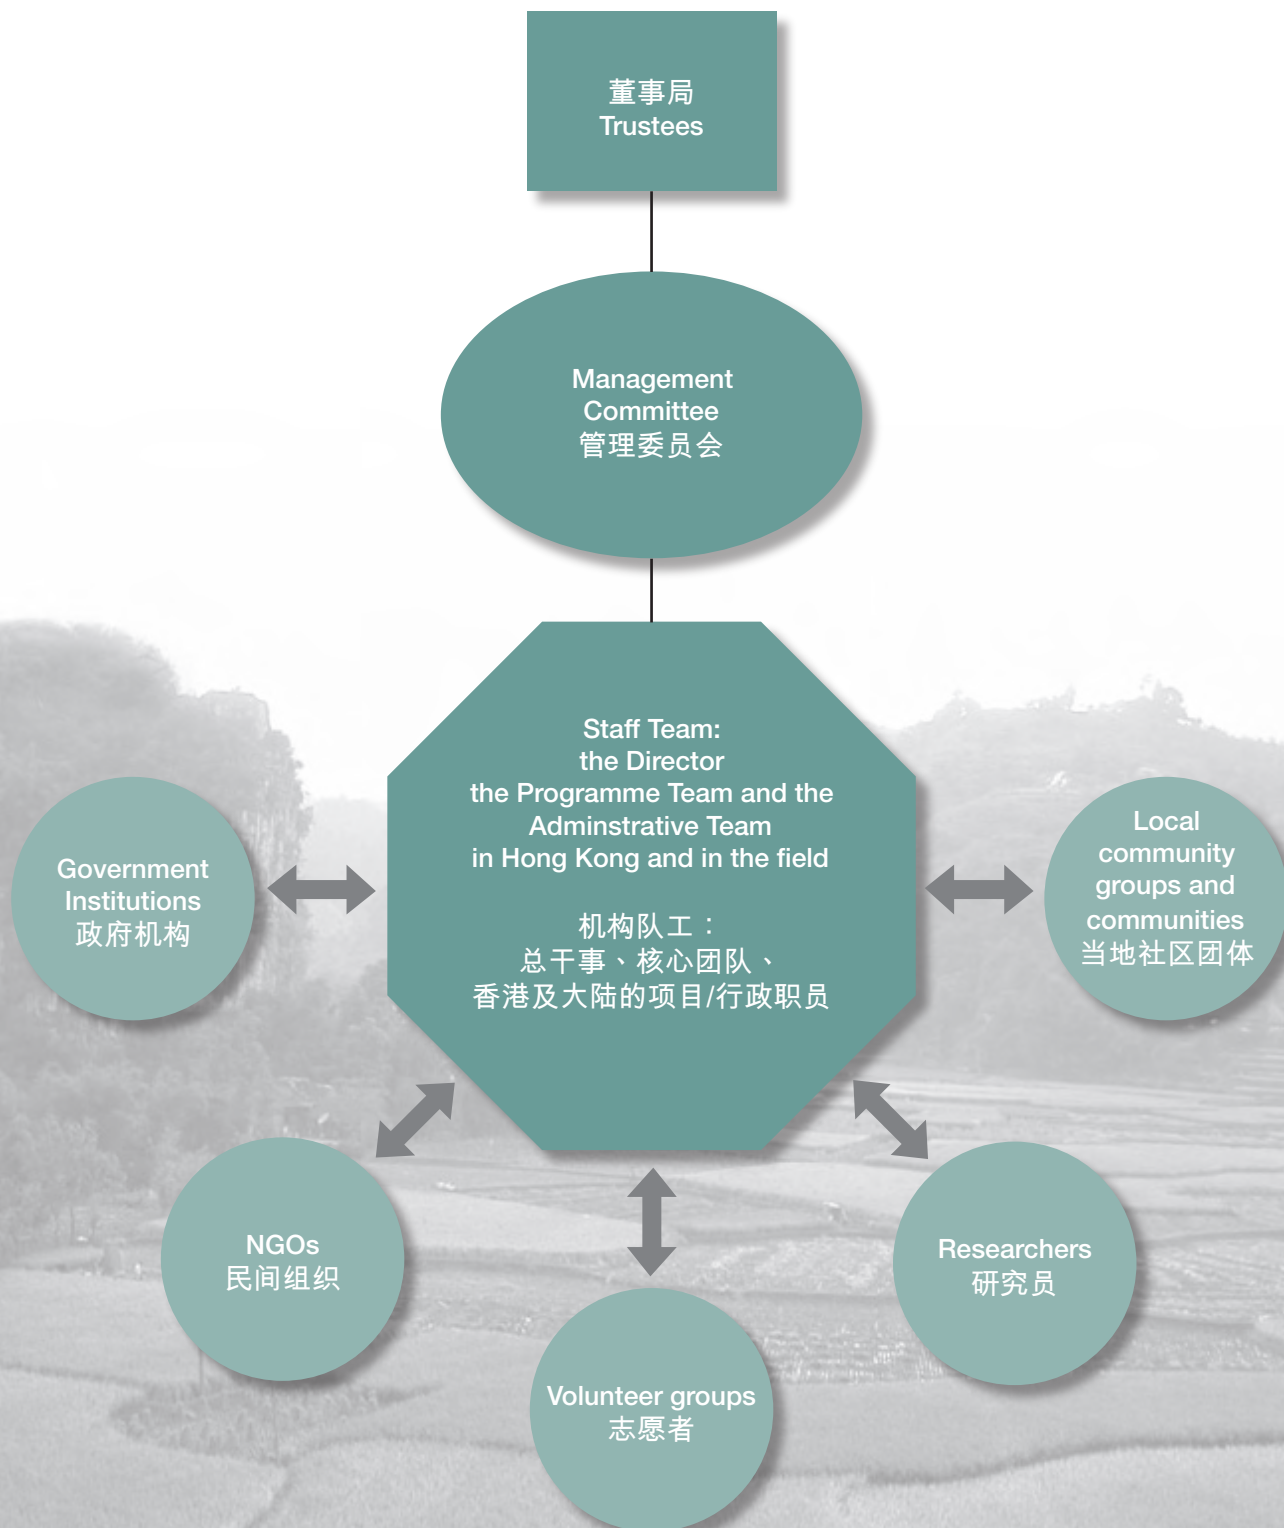 董事局
Trustees
Management
Committee
管理委员会
Staff Team:
the Director
the Programme Team and the
Adminstrative Team
in Hong Kong and in the field
机构队工：
总干事、核心团队、
香港及大陆的项目/行政职员
Government
Institutions
政府机构
Local
community
groups and
communities
当地社区团体
NGOs
民间组织
Researchers
研究员
Volunteer groups
志愿者